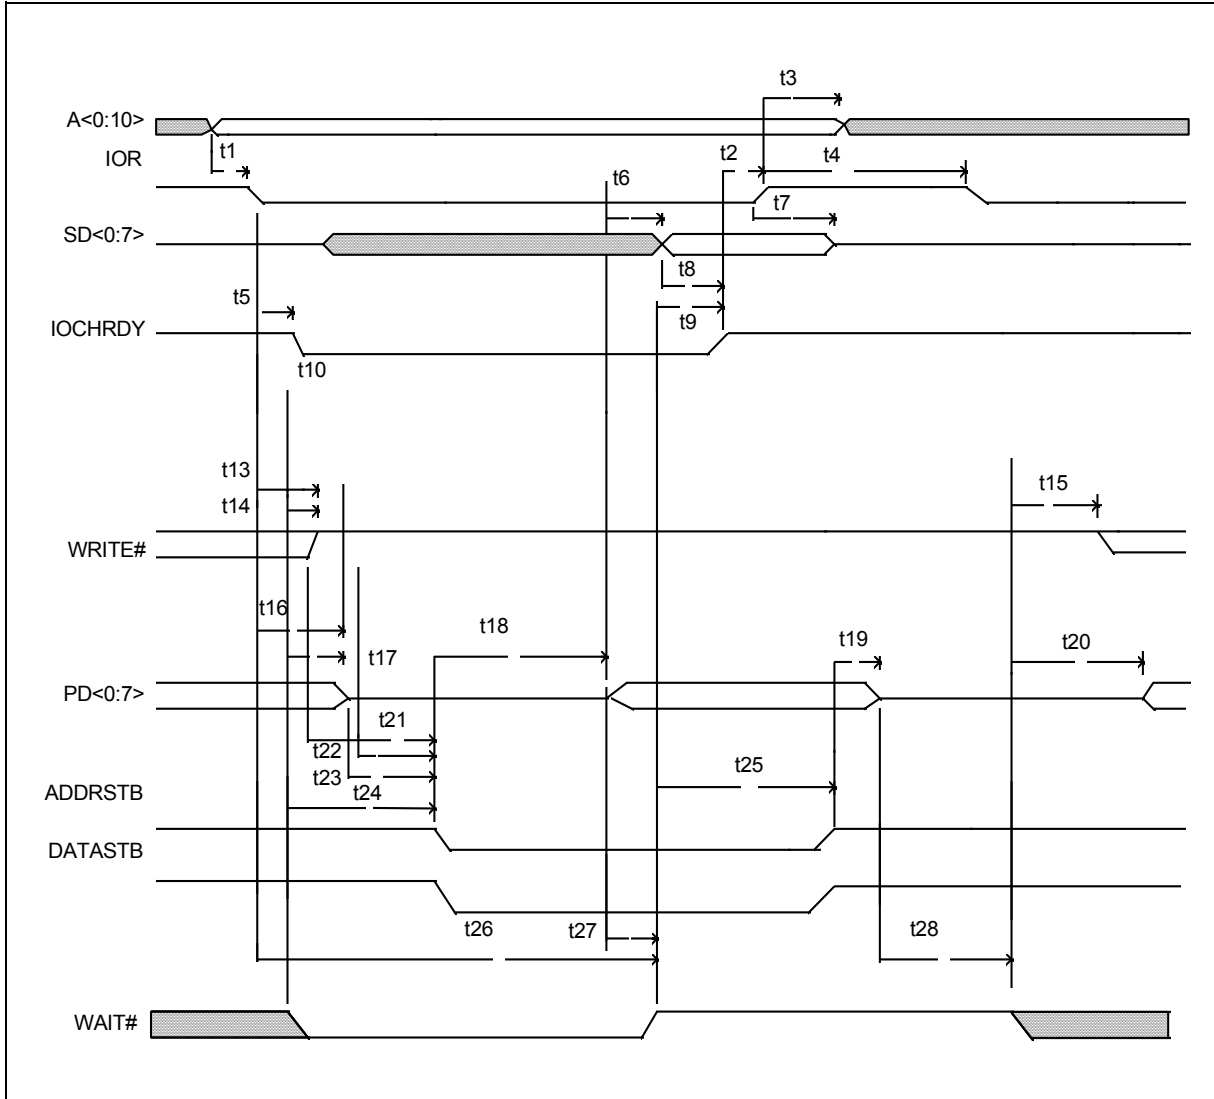 t3
A<0:10>
t1
t2
t4
IOR
t6
t7
SD<0:7>
t8
t5
t9
IOCHRDY
t10
t13
t15
t14
WRITE#
t16
t18
t19
t20
t17
PD<0:7>
t21
t22
t23
t25
t24
ADDRSTB
DATASTB
t26
t27
t28
WAIT#